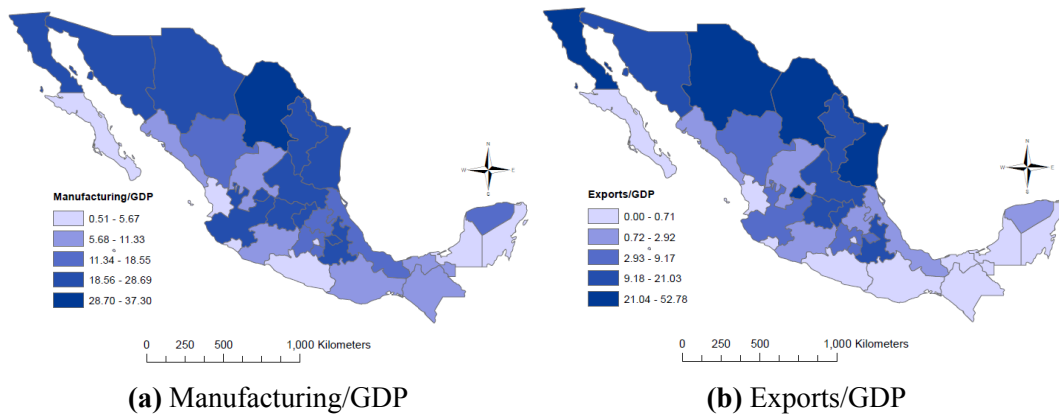 N
W E
S
Manufacturing/GDP
0.51 - 5.67
5.68 - 11.33
11.34 - 18.55
18.56 - 28.69
28.70 - 37.30
0 500 1,000 Kilometers
(a) Manufacturing/GDP
N
W E
S
Exports/GDP
0.00 - 0.71
0.72 - 2.92
2.93 - 9.17
9.18 - 21.03
21.04 - 52.78
0 500 1,000 Kilometers
(b) Exports/GDP